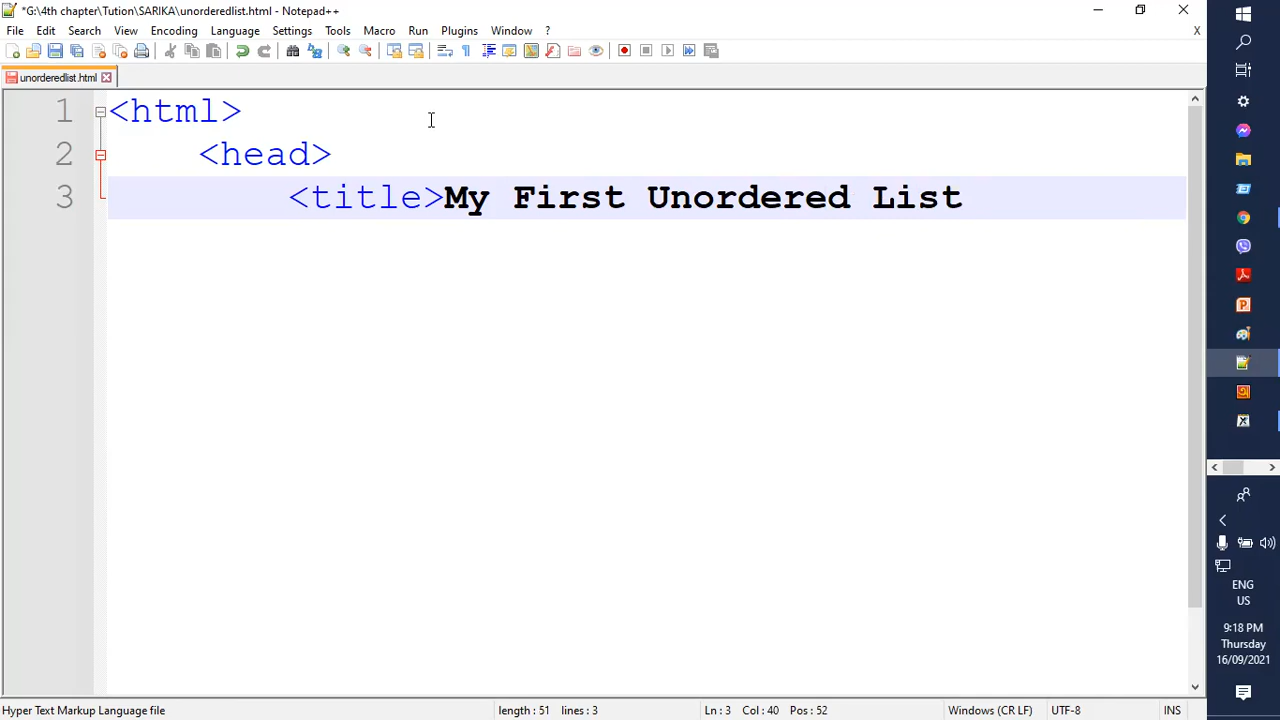 *G:\4th chapter\Tution\SARIKA\unorderedlist.html - Notepad++
File Edit Search View Encoding Language Settings Tools Macro Run Plugins Window ? X
unorderedlist.html
1 <html>
2 <head>
3 <title>My First Unordered List
ENG
US
9:18 PM
Thursday
16/09/2021
Hyper Text Markup Language file length : 51 lines : 3 Ln : 3 Col : 40 Pos : 52 Windows (CR LF) UTF-8 INS